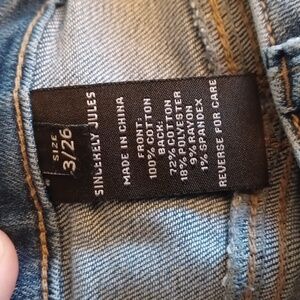 SIZE
3/26
SINCERELY JULES
MADE IN CHINA
FRONT:
100% COTTON
BACK:
72% COTTON
18% POLYESTER
9% RAYON
1% SPANDEX
REVERSE FOR CARE